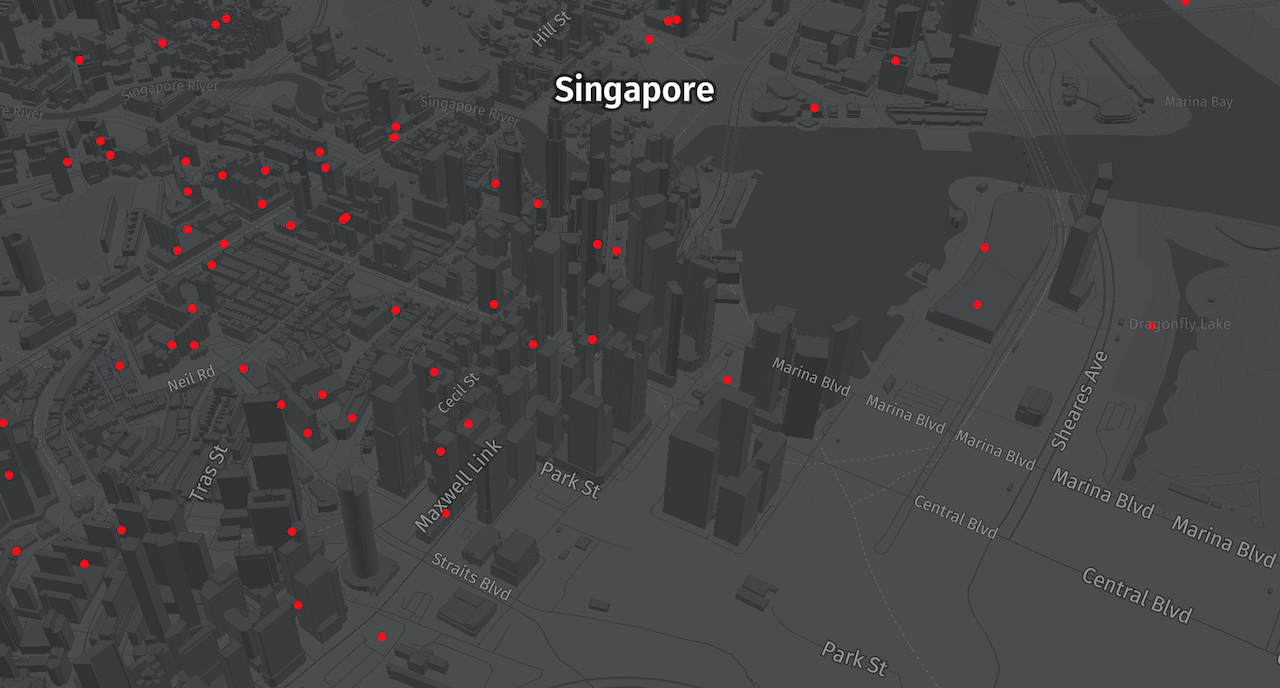 Hill St
Singapore
Singapore River
Singapore River
e River
Marina Bay
Dragonfly Lake
Neil Rd
Cecil St
Marina Blvd
Marina Blvd
Marina Blvd
Sheares Ave
Tras St
Maxwell Link
Park St
Marina Blvd
Marina Blvd
Central Blvd
Straits Blvd
Central Blvd
Park St